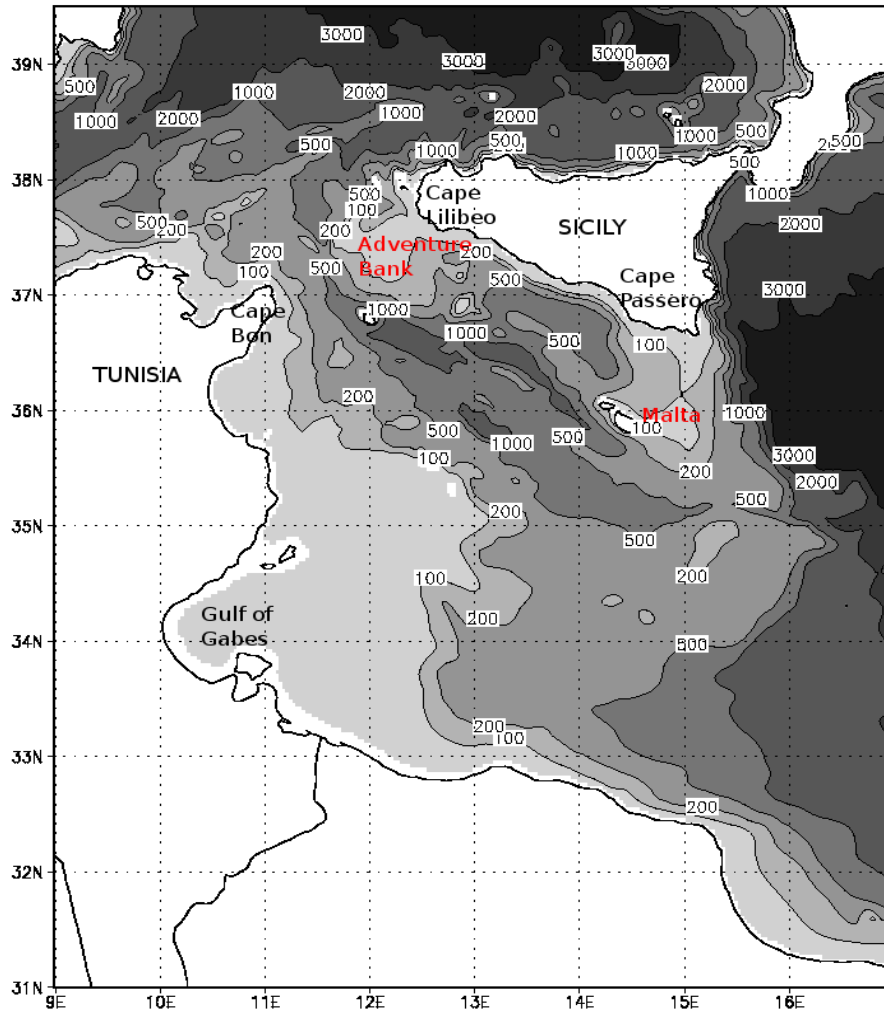 3000
39N
3000
3000
3000
500
1000
2000
2000
1000
2000
1000
2000
500
1000
500
500
500
1000
1000
500
38N
1000
500
Cape
Lilibeo
100
500
200
200
SICILY
2000
Adventure
Bank
200
200
100
500
500
Cape
Passero
3000
37N
Cape
Bon
1000
1000
500
100
TUNISIA
200
36N
Malta
100
1000
500
1000
500
100
3000
200
2000
500
35N
200
500
100
200
Gulf of
Gabes
200
34N
500
200
100
33N
200
32N
31N
9E
10E
11E
12E
13E
14E
15E
16E